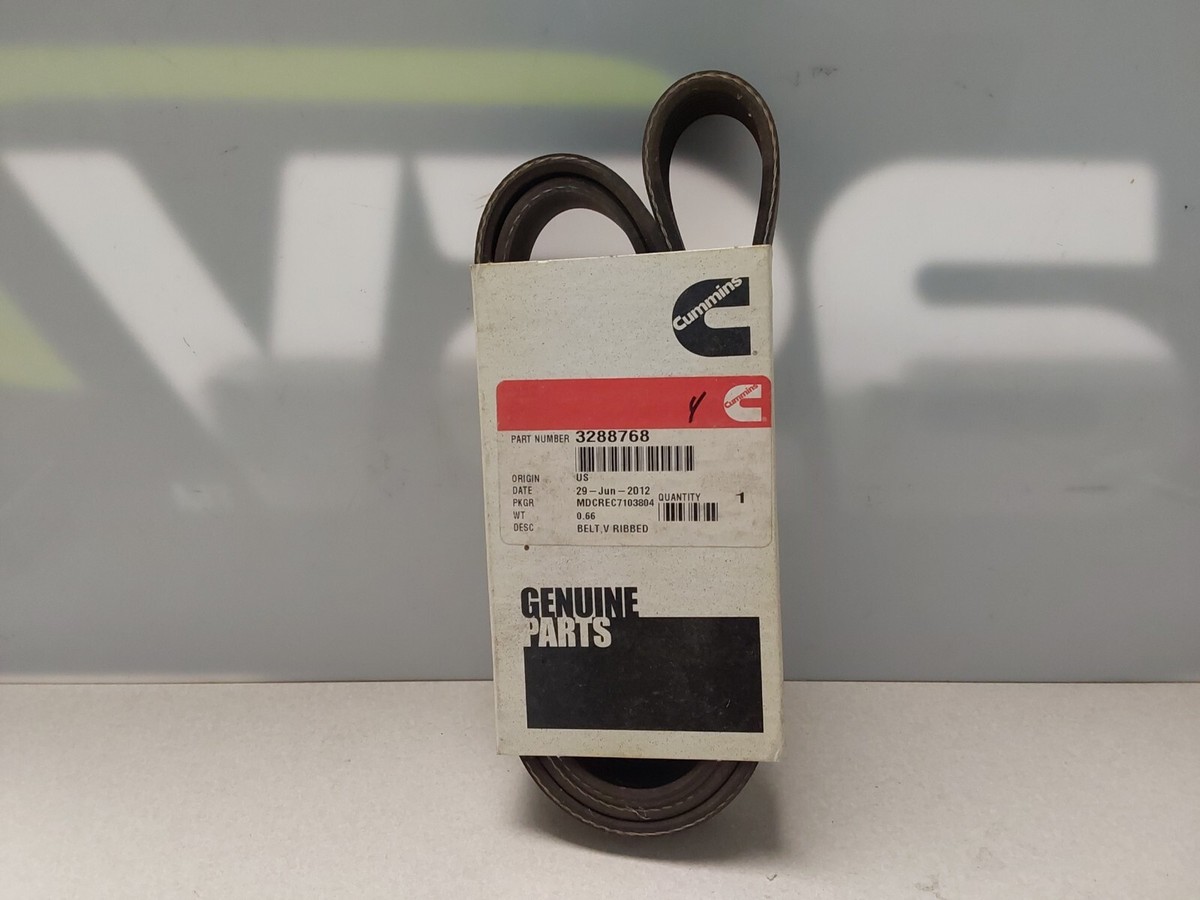 Cummins
4
Cummins
PART NUMBER 3288768
ORIGIN US
DATE 29-Jun-2012
PKGR MDCREC7103804 QUANTITY 1
WT 0.66
DESC BELT,V RIBBED
GENUINE
PARTS